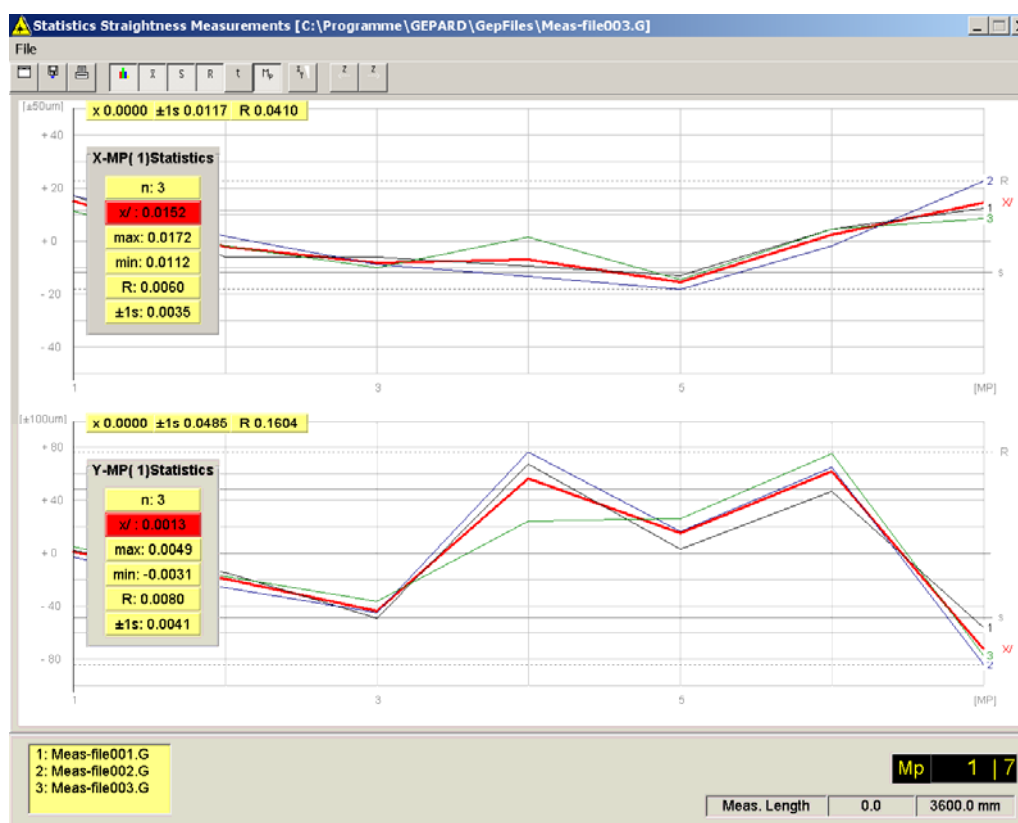 Statistics Straightness Measurements [C:\Programme\GEPARD\GepFiles\Meas-file003.G]
File
X S R t Mp
Z Z
[±50um]
x 0.0000 ±1s 0.0117 R 0.0410
+ 40
X-MP( 1)Statistics
n: 3
+ 20
2 R
x/ : 0.0152
X/
1
3
max: 0.0172
+ 0
min: 0.0112
s
R: 0.0060
- 20
±1s: 0.0035
- 40
1 3 5 [MP]
[±100um]
x 0.0000 ±1s 0.0485 R 0.1604
+ 80
R
Y-MP( 1)Statistics
n: 3
+ 40
x/ : 0.0013
max: 0.0049
+ 0
min: -0.0031
R: 0.0080
- 40
s
±1s: 0.0041
1
X/
3
2
- 80
1 3 5 [MP]
1: Meas-file001.G
2: Meas-file002.G
3: Meas-file003.G
Mp 1 | 7
Meas. Length 0.0 3600.0 mm